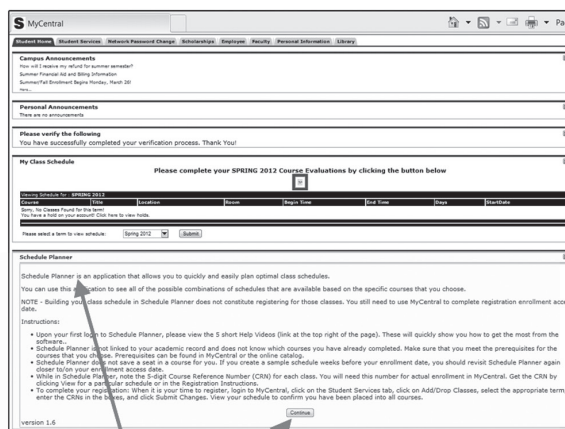 S MyCentral
Pa
Student Home Student Services Network Password Change Scholarships Employee Faculty Personal Information Library
Campus Announcements
How will I receive my refund for summer semester?
Summer Financial Aid and Billing Information
Summer/Fall Enrollment Begins Monday, March 26!
Personal Announcements
There are no announcements
Please verify the following
You have successfully completed your verification process. Thank You!
My Class Schedule
Please complete your SPRING 2012 Course Evaluations by clicking the button below
Viewing Schedule for : SPRING 2012
Course Title Location Room Begin Time End Time Days StartDate
Sorry, No Classes Found for this term!
You have a hold on your account! Click here to view holds.
Please select a term to view schedule: Spring 2012 Submit
Schedule Planner
Schedule Planner is an application that allows you to quickly and easily plan optimal class schedules.
You can use this application to see all of the possible combinations of schedules that are available based on the specific courses that you choose.
NOTE - Building your class schedule in Schedule Planner does not constitute registering for those classes. You still need to use MyCentral to complete registration enrollment acc
date.
Instructions:
• Upon your first login to Schedule Planner, please view the 5 short Help Videos (link at the top right of the page). These will quickly show you how to get the most from the
software..
• Schedule Planner is not linked to your academic record and does not know which courses you have already completed. Make sure that you meet the prerequisites for the
courses that you choose. Prerequisites can be found in MyCentral or the online catalog.
• Schedule Planner does not save a seat in a course for you. If you create a sample schedule weeks before your enrollment date, you should revisit Schedule Planner again
closer to/on your enrollment access date.
• While in Schedule Planner, note the 5-digit Course Reference Number (CRN) for each class. You will need this number for actual enrollment in MyCentral. Get the CRN by
clicking View for a particular schedule or in the Registration Instructions.
• To complete your registration: When it is your time to register, login to MyCentral, click on the Student Services tab, click on Add/Drop Classes, select the appropriate term,
enter the CRNs in the boxes, and click Submit Changes. View your schedule to confirm you have been placed into all courses.
Continue
version 1.6